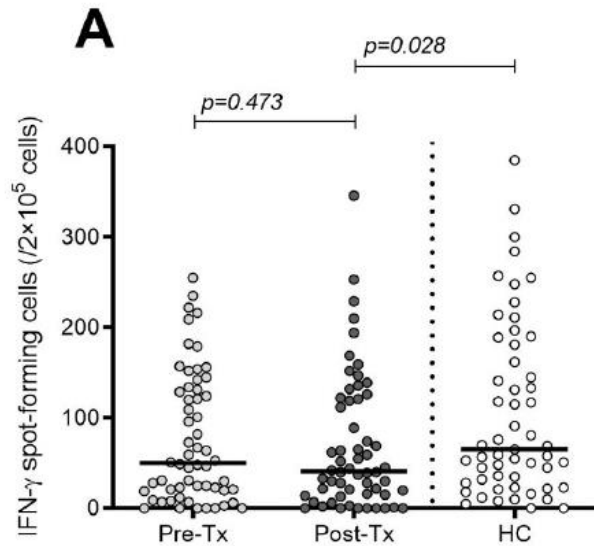 A
p=0.028
p=0.473
IFN-γ spot-forming cells (/2×10⁵ cells)
400
300
200
100
0
Pre-Tx Post-Tx HC